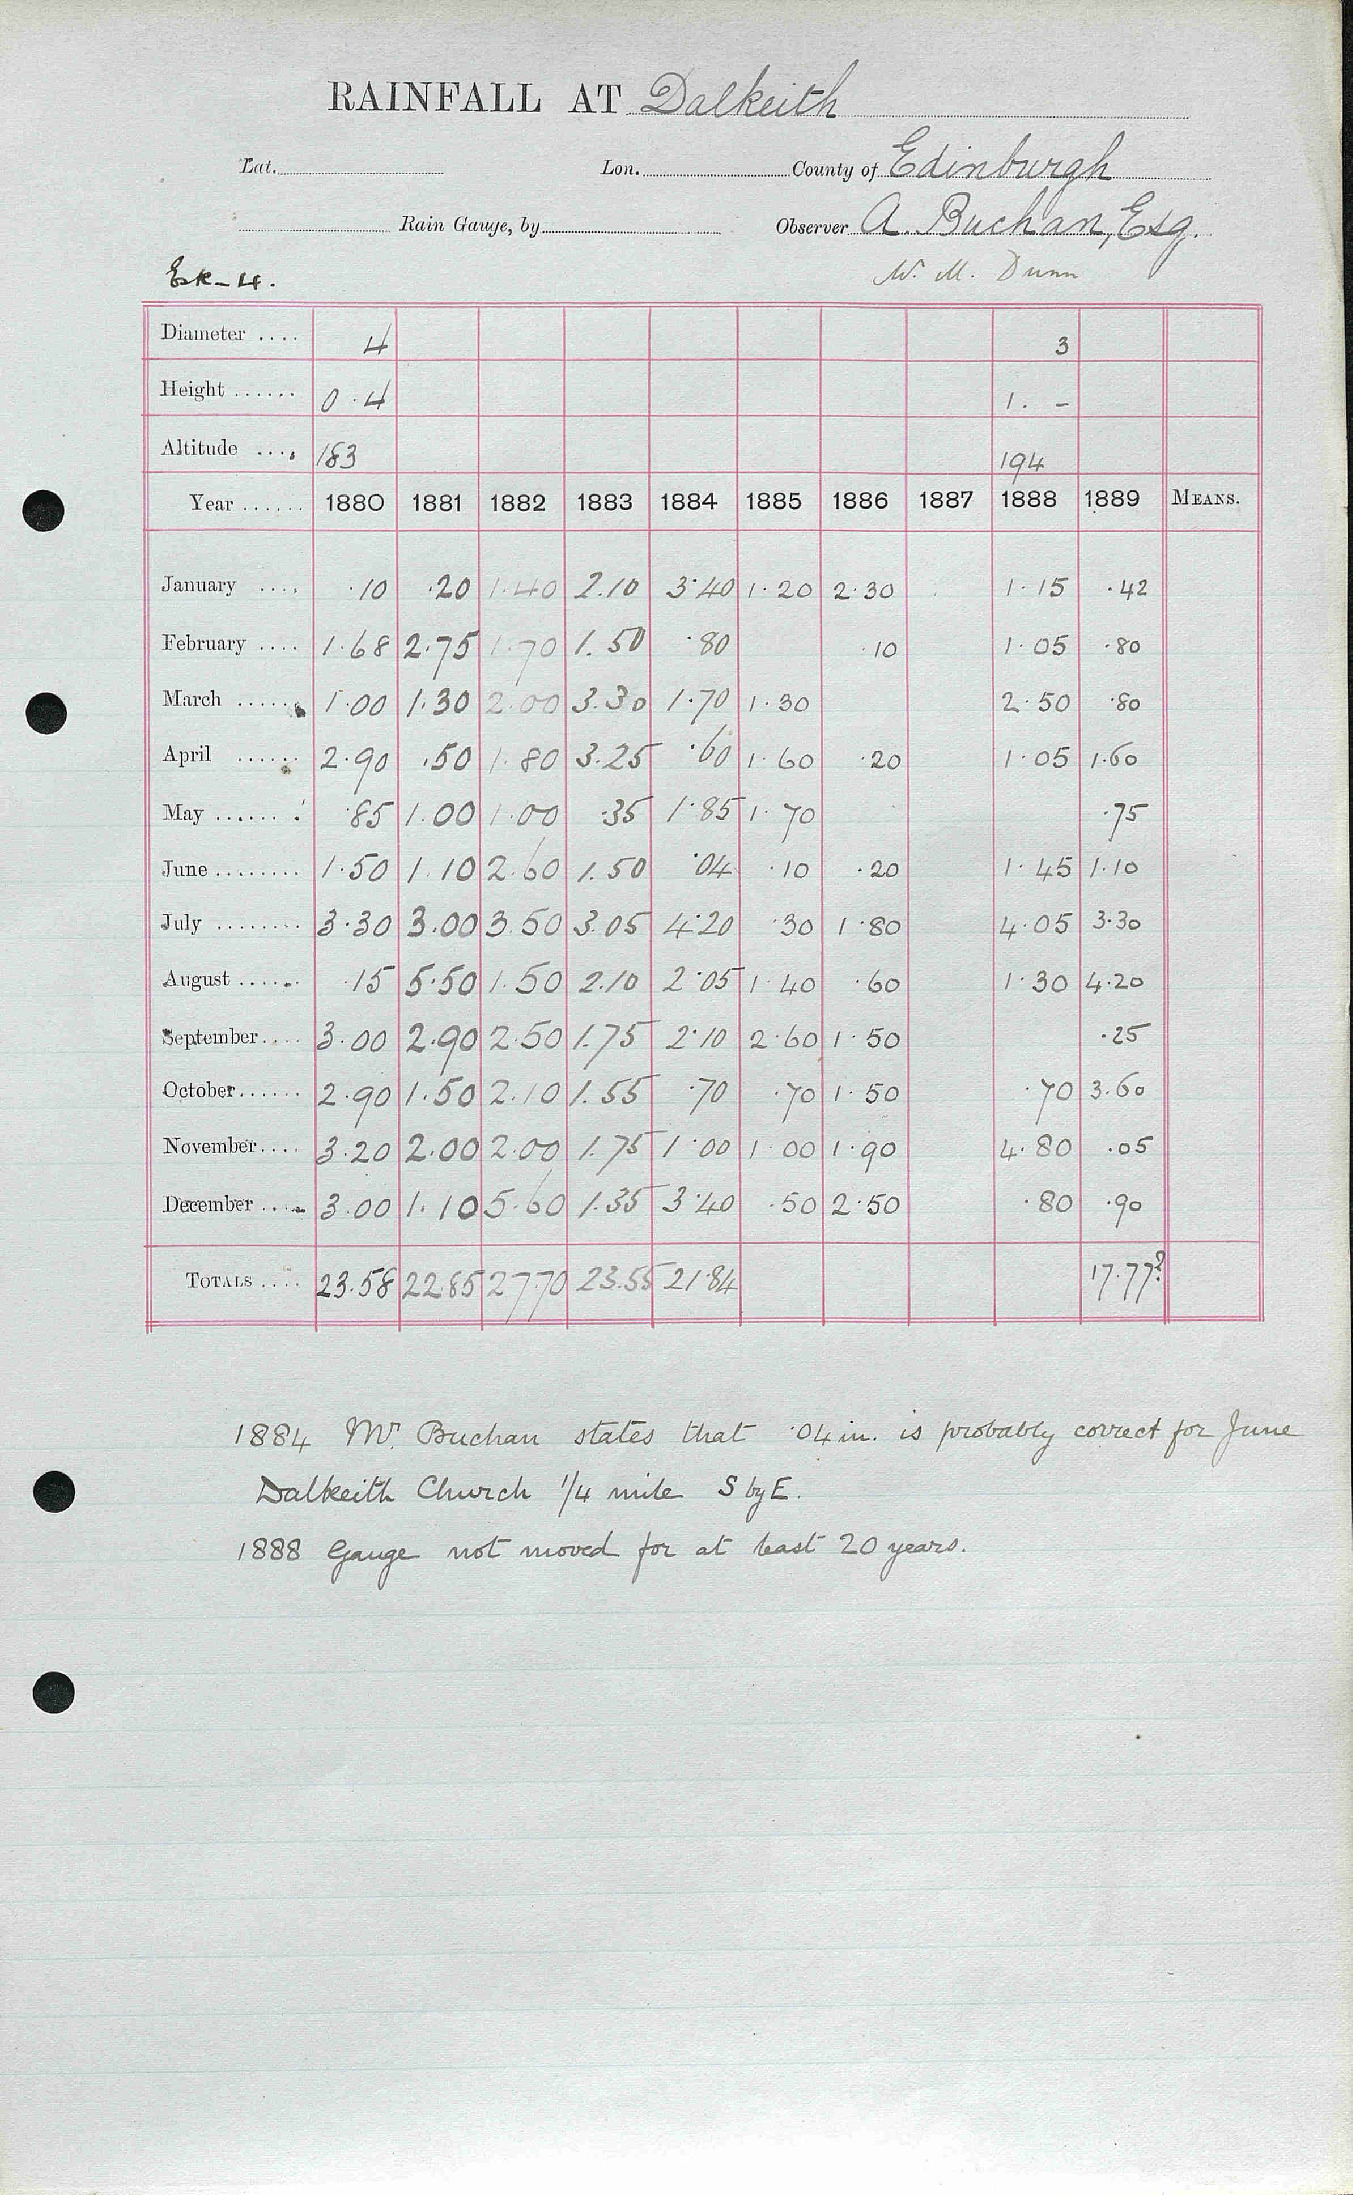 RAINFALL AT Dalkeith
Lat. Lon. County of Edinburgh
Rain Gauge, by Observer A. Buchan, Esq.
Ek-4. W. M. Dunn
Diameter .... 4 3
Height ...... 0.4 1. -
Altitude .... 183 194
Year ...... 1880 1881 1882 1883 1884 1885 1886 1887 1888 1889 MEANS.
January .... .10 .20 1.40 2.10 3.40 1.20 2.30 1.15 .42
February .... 1.68 2.75 1.70 1.50 .80 .10 1.05 .80
March ...... 1.00 1.30 2.00 3.30 1.70 1.30 2.50 .80
April ...... 2.90 .50 1.80 3.25 .60 1.60 .20 1.05 1.60
May ....... .85 1.00 1.00 .35 1.85 1.70 .75
June ........ 1.50 1.10 2.60 1.50 .04 .10 .20 1.45 1.10
July ........ 3.30 3.00 3.50 3.05 4.20 .30 1.80 4.05 3.30
August ...... .15 5.50 1.50 2.10 2.05 1.40 .60 1.30 4.20
September .... 3.00 2.90 2.50 1.75 2.10 2.60 1.50 .25
October ...... 2.90 1.50 2.10 1.55 .70 .70 1.50 .70 3.60
November .... 3.20 2.00 2.00 1.75 1.00 1.00 1.90 4.80 .05
December .... 3.00 1.10 5.60 1.35 3.40 .50 2.50 .80 .90
TOTALS .... 23.58 22.85 27.70 23.55 21.84 17.77?
1884 Mr. Buchan states that .04 in. is probably correct for June
Dalkeith Church 1/4 mile S by E.
1888 Gauge not moved for at least 20 years.